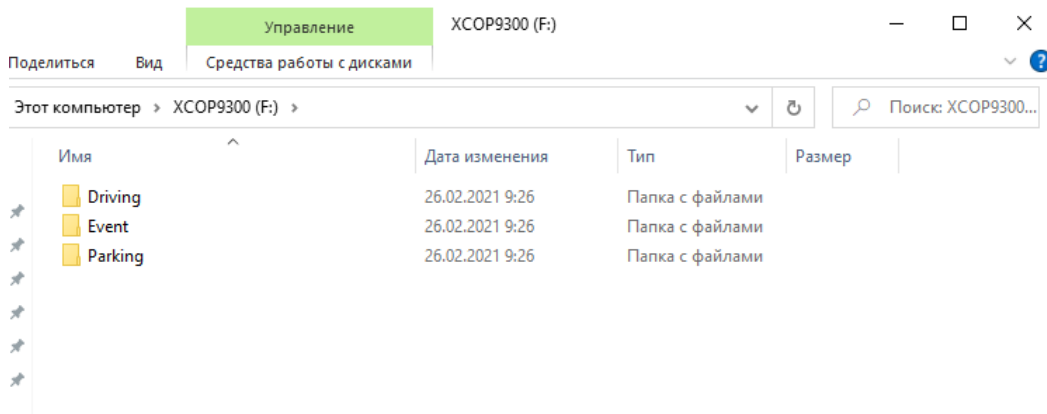 Управление XCOP9300 (F:)
Поделиться Вид Средства работы с дисками ?
Этот компьютер > XCOP9300 (F:) > Поиск: XCOP9300...
Имя Дата изменения Тип Размер
Driving 26.02.2021 9:26 Папка с файлами
Event 26.02.2021 9:26 Папка с файлами
Parking 26.02.2021 9:26 Папка с файлами